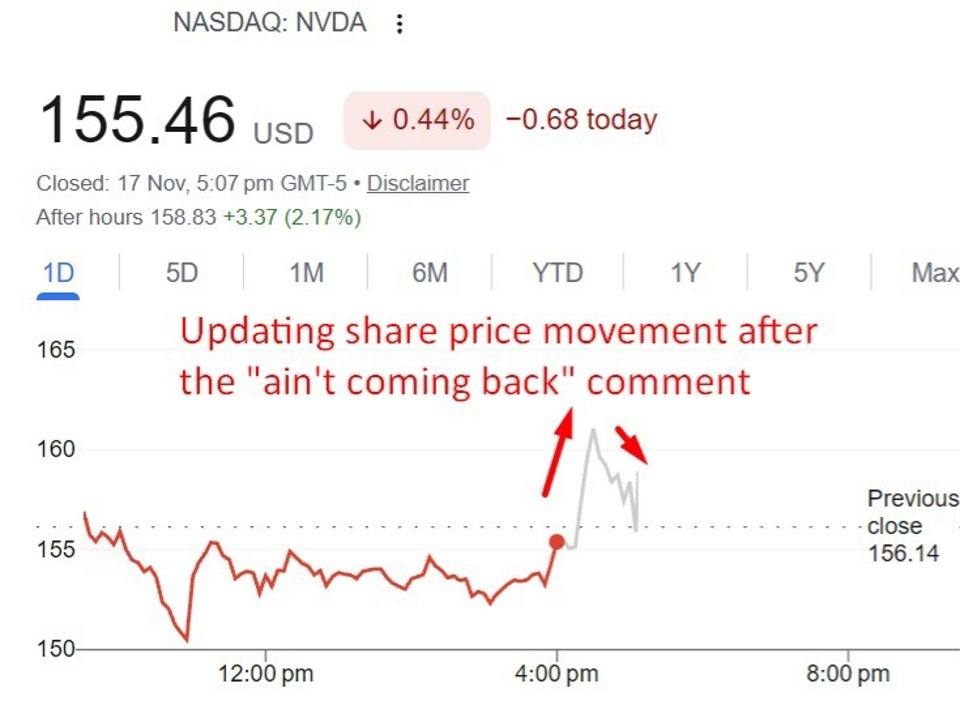 NASDAQ: NVDA
155.46 USD ↓ 0.44% −0.68 today
Closed: 17 Nov, 5:07 pm GMT-5 • Disclaimer
After hours 158.83 +3.37 (2.17%)
1D 5D 1M 6M YTD 1Y 5Y Max
Updating share price movement after
the "ain't coming back" comment
165
160
155
150
Previous
close
156.14
12:00 pm 4:00 pm 8:00 pm